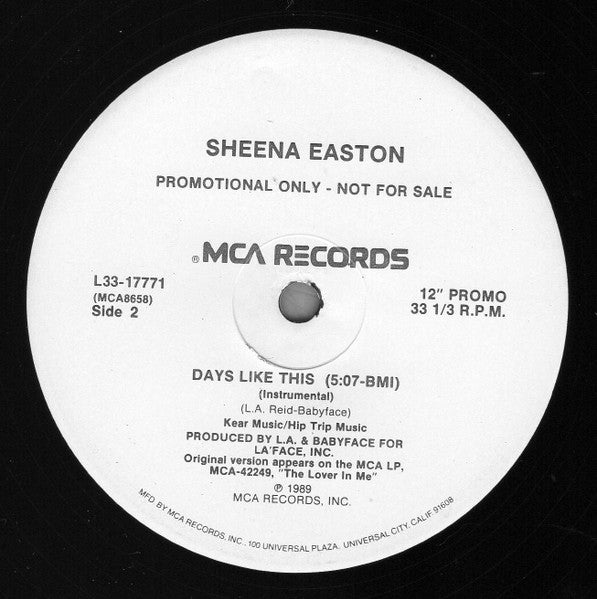 SHEENA EASTON
PROMOTIONAL ONLY - NOT FOR SALE
®MCA RECORDS
L33-17771
(MCA8658)
Side 2
12" PROMO
33 1/3 R.P.M.
DAYS LIKE THIS (5:07-BMI)
(Instrumental)
(L.A. Reid-Babyface)
Kear Music/Hip Trip Music
PRODUCED BY L.A. & BABYFACE FOR
LA'FACE, INC.
Original version appears on the MCA LP,
MCA-42249, "The Lover In Me"
℗ 1989
MCA RECORDS, INC.
MFD BY MCA RECORDS, INC., 100 UNIVERSAL PLAZA, UNIVERSAL CITY, CALIF. 91608